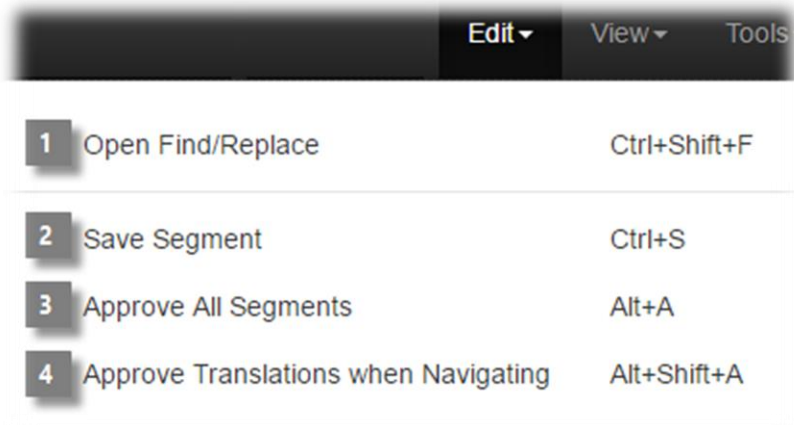 Edit View Tools
1 Open Find/Replace Ctrl+Shift+F
2 Save Segment Ctrl+S
3 Approve All Segments Alt+A
4 Approve Translations when Navigating Alt+Shift+A